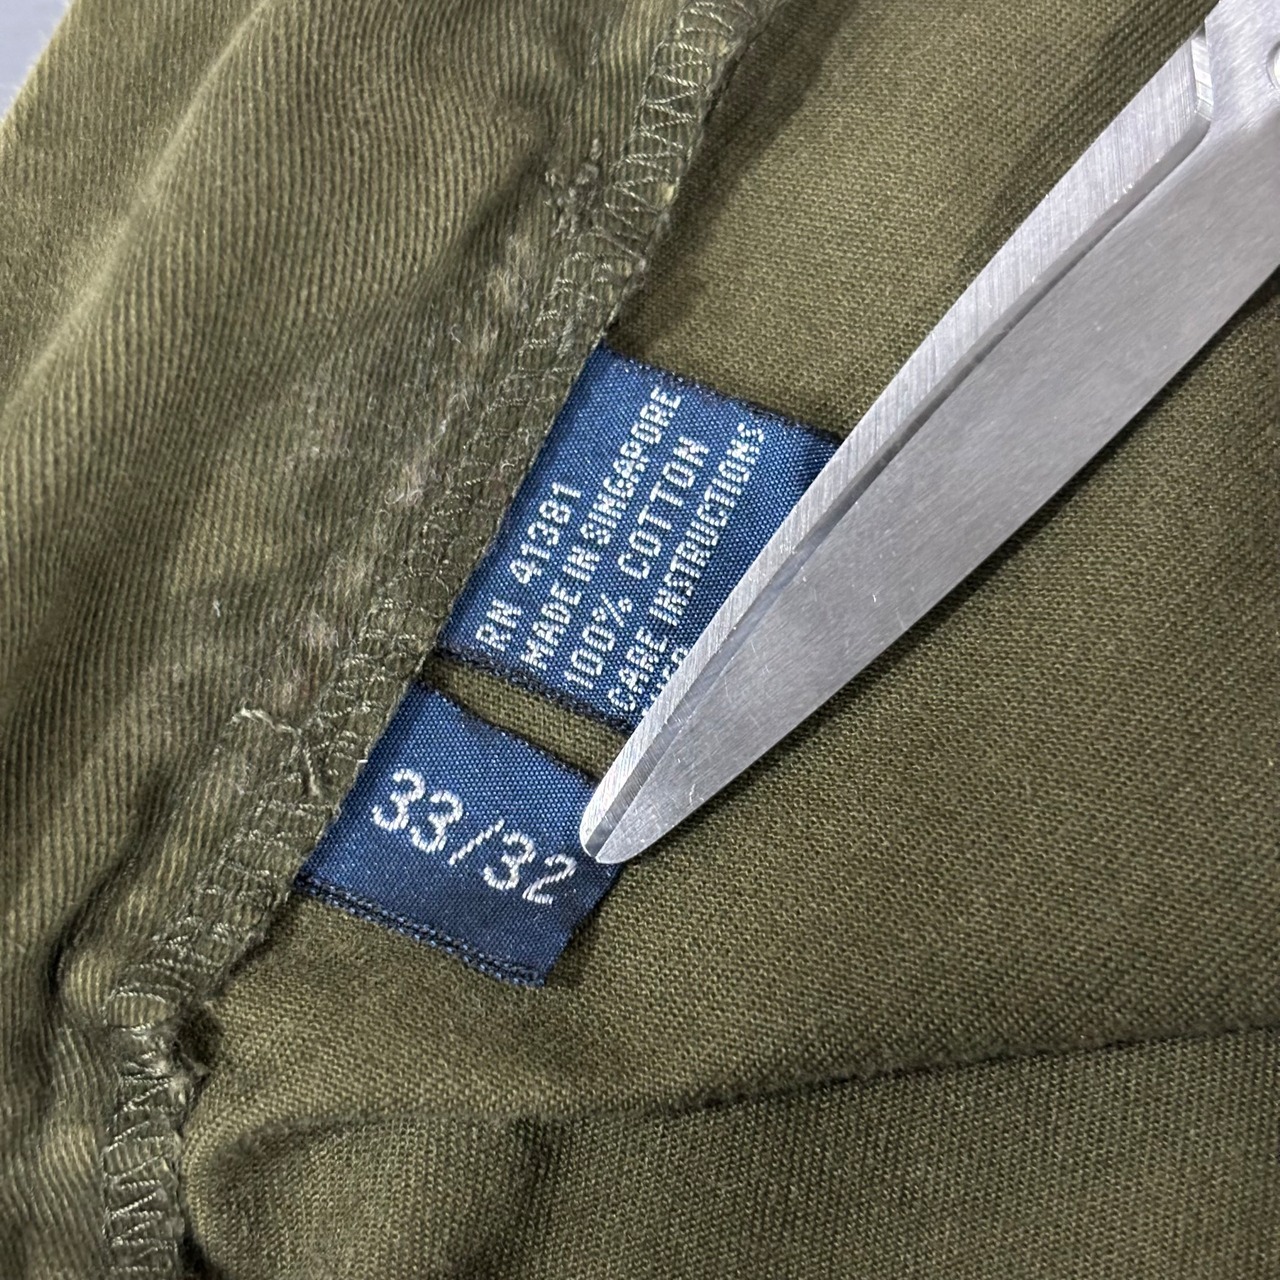 RN 41381
MADE IN SINGAPORE
100% COTTON
CARE INSTRUCTIONS
33/32